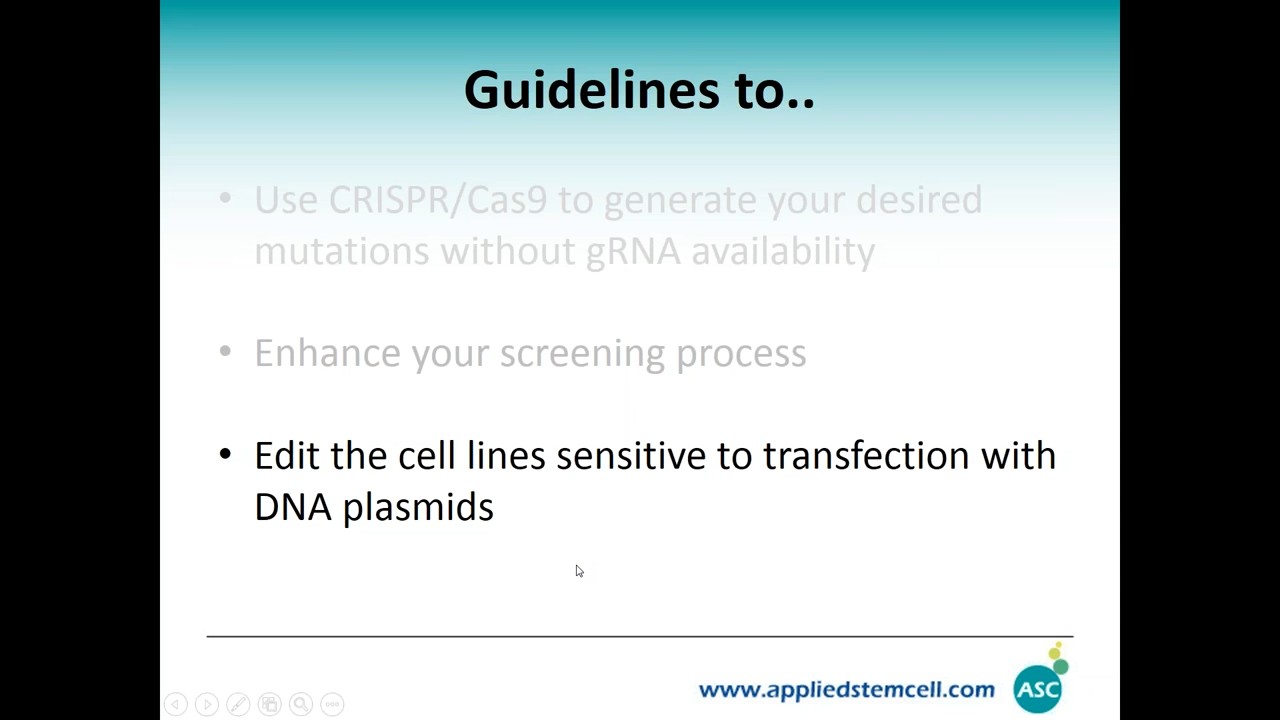 Guidelines to..
• Use CRISPR/Cas9 to generate your desired
mutations without gRNA availability
• Enhance your screening process
• Edit the cell lines sensitive to transfection with
DNA plasmids
www.appliedstemcell.com
ASC